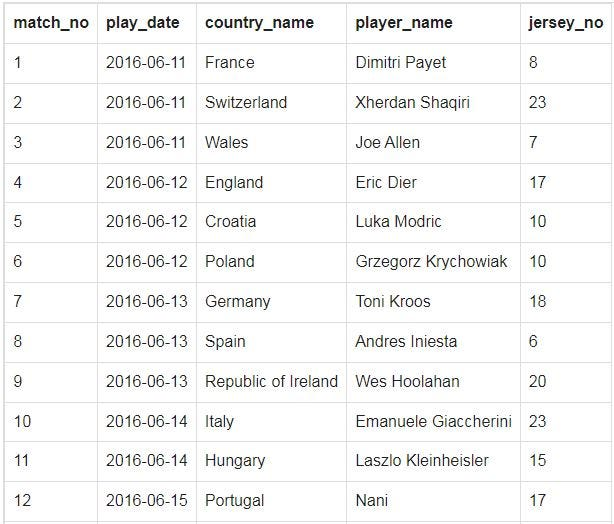 match_no play_date country_name player_name jersey_no
1 2016-06-11 France Dimitri Payet 8
2 2016-06-11 Switzerland Xherdan Shaqiri 23
3 2016-06-11 Wales Joe Allen 7
4 2016-06-12 England Eric Dier 17
5 2016-06-12 Croatia Luka Modric 10
6 2016-06-12 Poland Grzegorz Krychowiak 10
7 2016-06-13 Germany Toni Kroos 18
8 2016-06-13 Spain Andres Iniesta 6
9 2016-06-13 Republic of Ireland Wes Hoolahan 20
10 2016-06-14 Italy Emanuele Giaccherini 23
11 2016-06-14 Hungary Laszlo Kleinheisler 15
12 2016-06-15 Portugal Nani 17